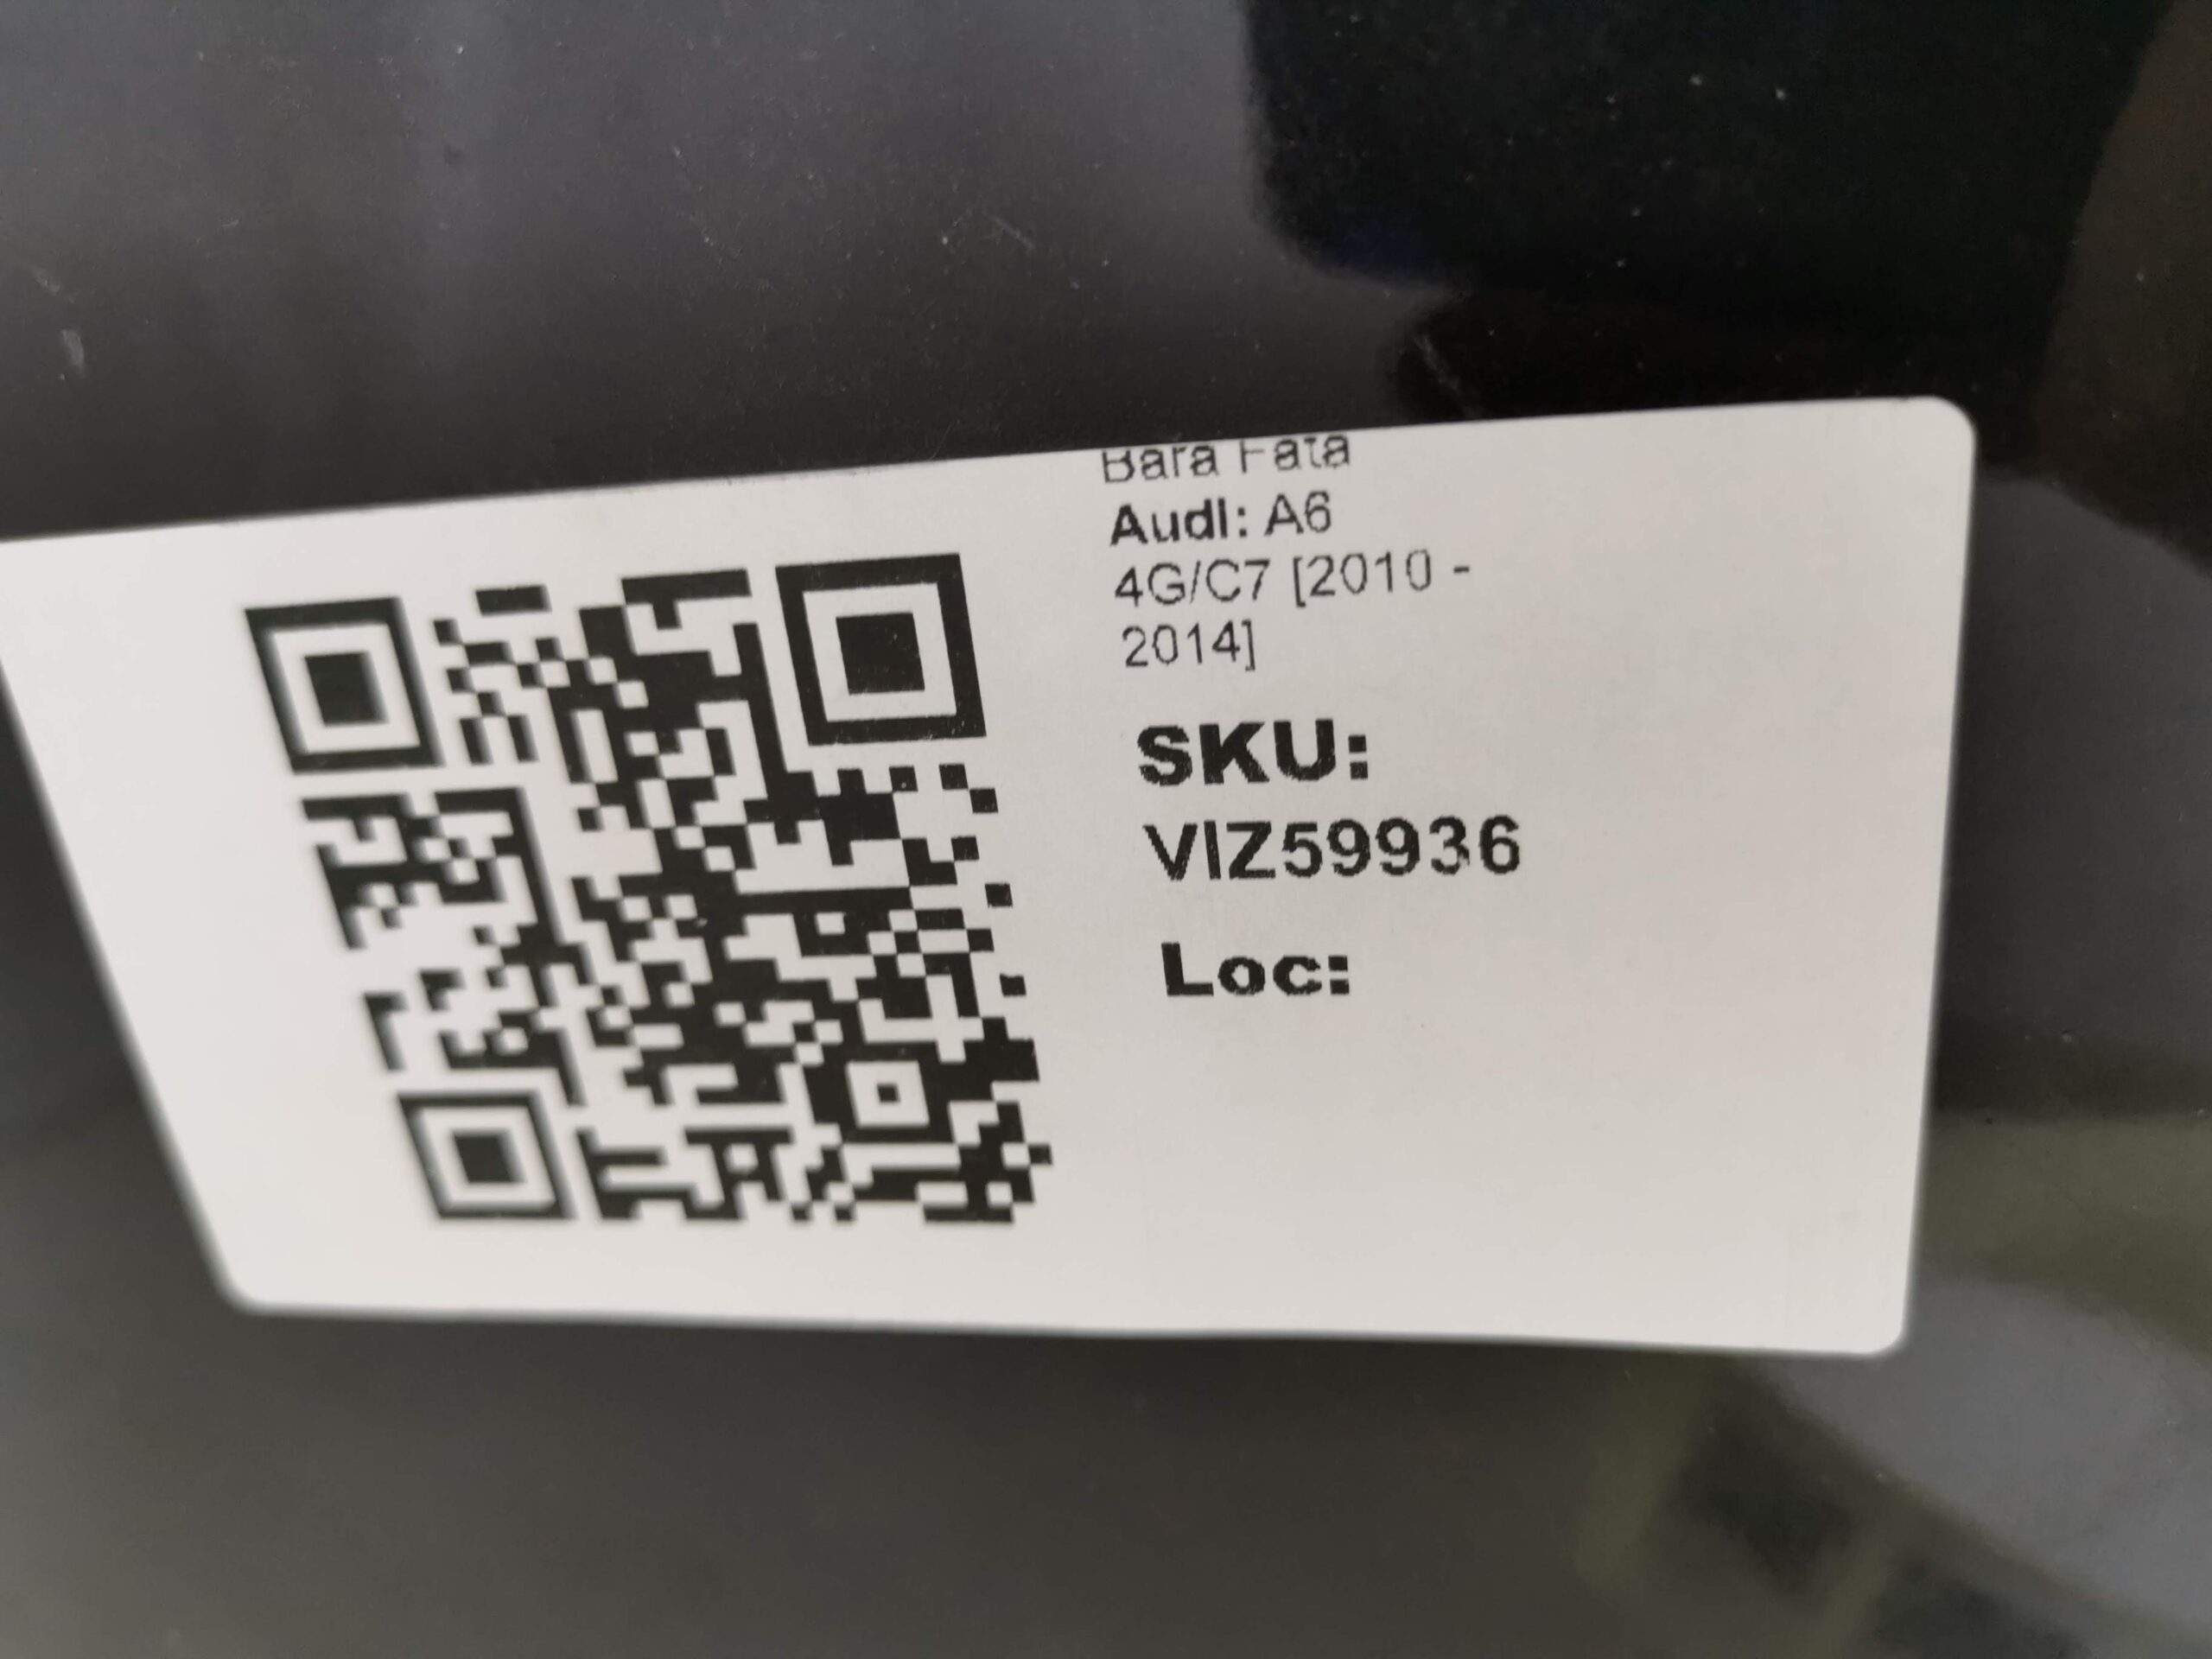 Bara Fata
Audi: A6
4G/C7 [2010 -
2014]
SKU:
VIZ59936
Loc: